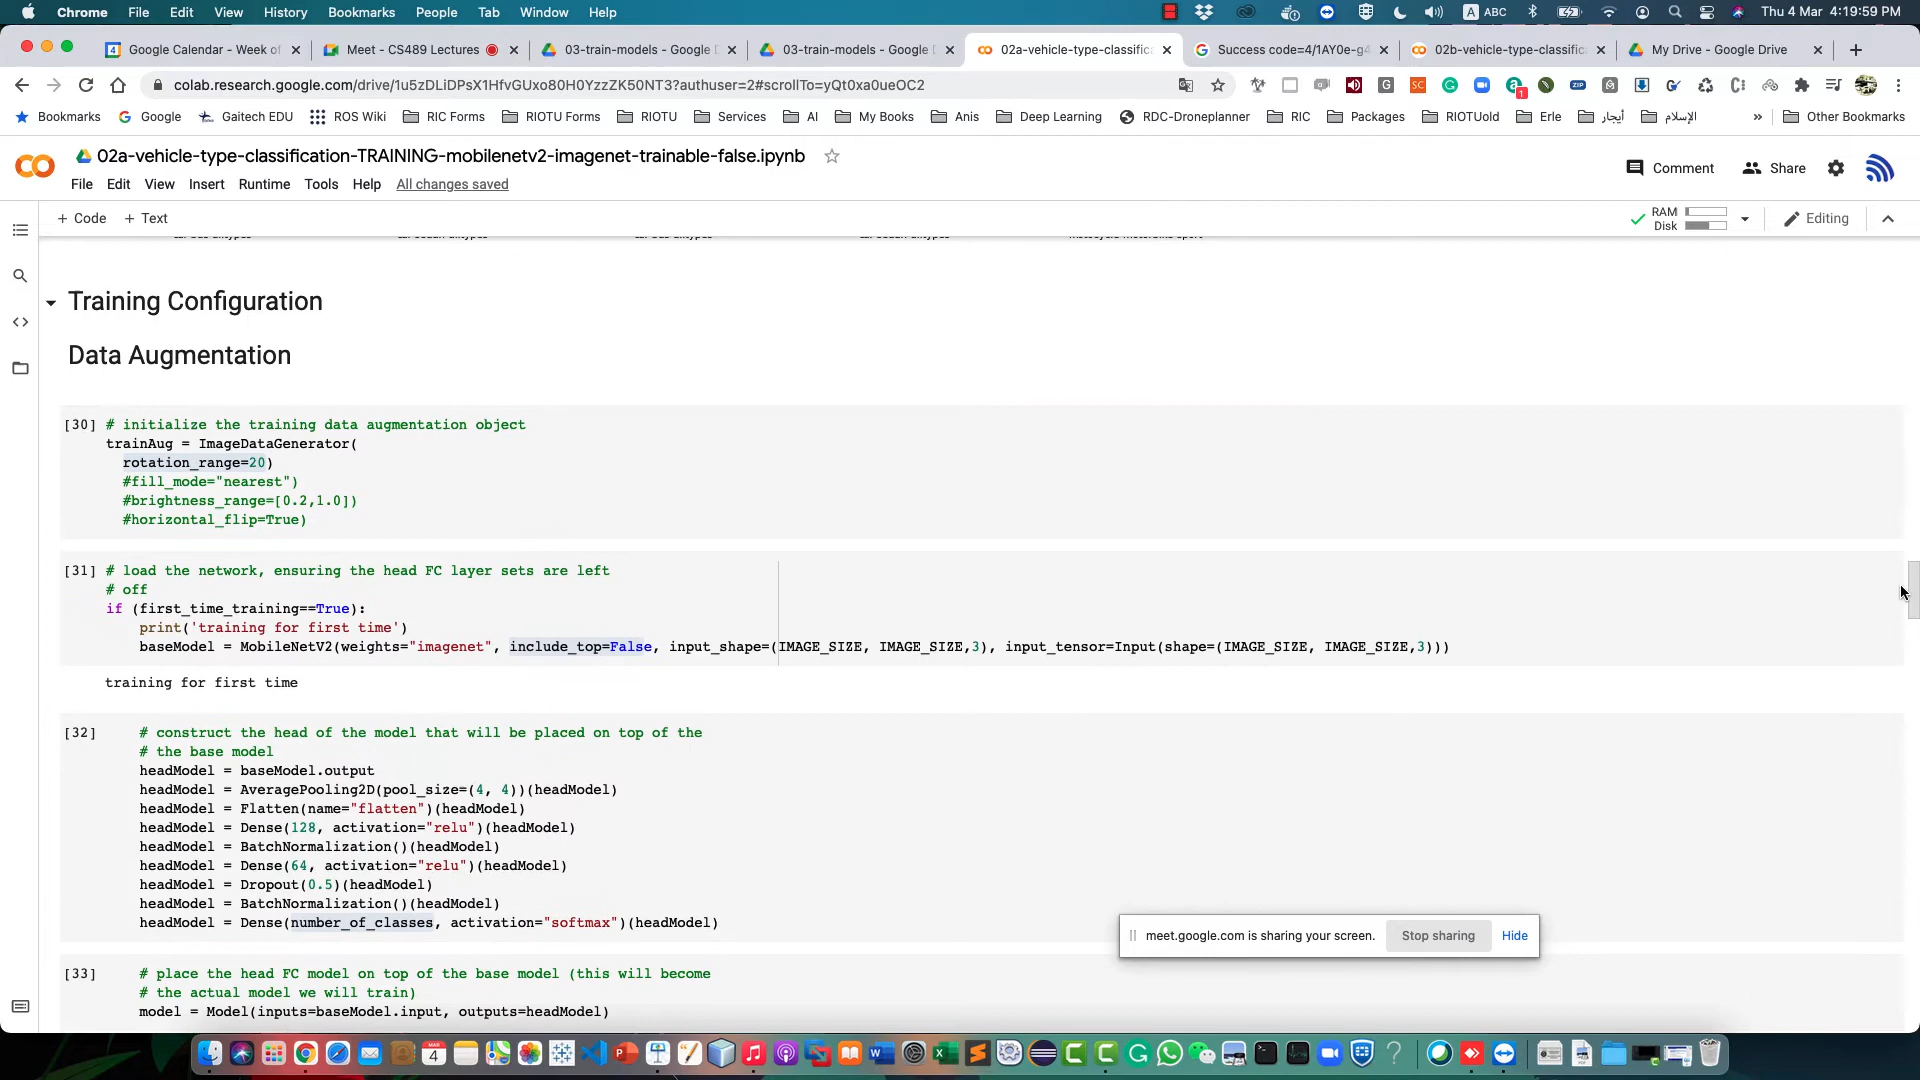 Chrome File Edit View History Bookmarks People Tab Window Help ABC Thu 4 Mar 4:19:59 PM
Google Calendar - Week of Meet - CS489 Lectures 03-train-models - Google D 03-train-models - Google D 02a-vehicle-type-classific Success code=4/1AY0e-g4 02b-vehicle-type-classific My Drive - Google Drive
colab.research.google.com/drive/1u5zDLiDPsX1HfvGUxo80H0YzzZK50NT3?authuser=2#scrollTo=yQt0xa0ueOC2
Bookmarks Google Gaitech EDU ROS Wiki RIC Forms RIOTU Forms RIOTU Services AI My Books Anis Deep Learning RDC-Droneplanner RIC Packages RIOTUold Erle أيجار الإسلام » Other Bookmarks
02a-vehicle-type-classification-TRAINING-mobilenetv2-imagenet-trainable-false.ipynb
Comment Share
File Edit View Insert Runtime Tools Help All changes saved
+ Code + Text RAM Disk Editing
Training Configuration
Data Augmentation
[30] # initialize the training data augmentation object
trainAug = ImageDataGenerator(
rotation_range=20)
#fill_mode="nearest")
#brightness_range=[0.2,1.0])
#horizontal_flip=True)
[31] # load the network, ensuring the head FC layer sets are left
# off
if (first_time_training==True):
print('training for first time')
baseModel = MobileNetV2(weights="imagenet", include_top=False, input_shape=(IMAGE_SIZE, IMAGE_SIZE,3), input_tensor=Input(shape=(IMAGE_SIZE, IMAGE_SIZE,3)))
training for first time
[32] # construct the head of the model that will be placed on top of the
# the base model
headModel = baseModel.output
headModel = AveragePooling2D(pool_size=(4, 4))(headModel)
headModel = Flatten(name="flatten")(headModel)
headModel = Dense(128, activation="relu")(headModel)
headModel = BatchNormalization()(headModel)
headModel = Dense(64, activation="relu")(headModel)
headModel = Dropout(0.5)(headModel)
headModel = BatchNormalization()(headModel)
headModel = Dense(number_of_classes, activation="softmax")(headModel)
meet.google.com is sharing your screen. Stop sharing Hide
[33] # place the head FC model on top of the base model (this will become
# the actual model we will train)
model = Model(inputs=baseModel.input, outputs=headModel)